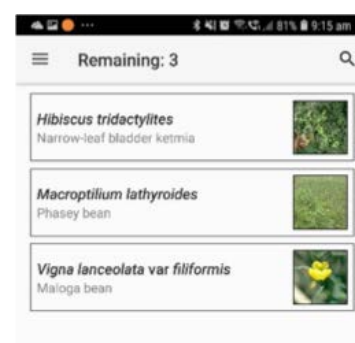 81% 9:15 am
Remaining: 3
Hibiscus tridactylites
Narrow-leaf bladder ketmia
Macroptilium lathyroides
Phasey bean
Vigna lanceolata var filiformis
Maloga bean